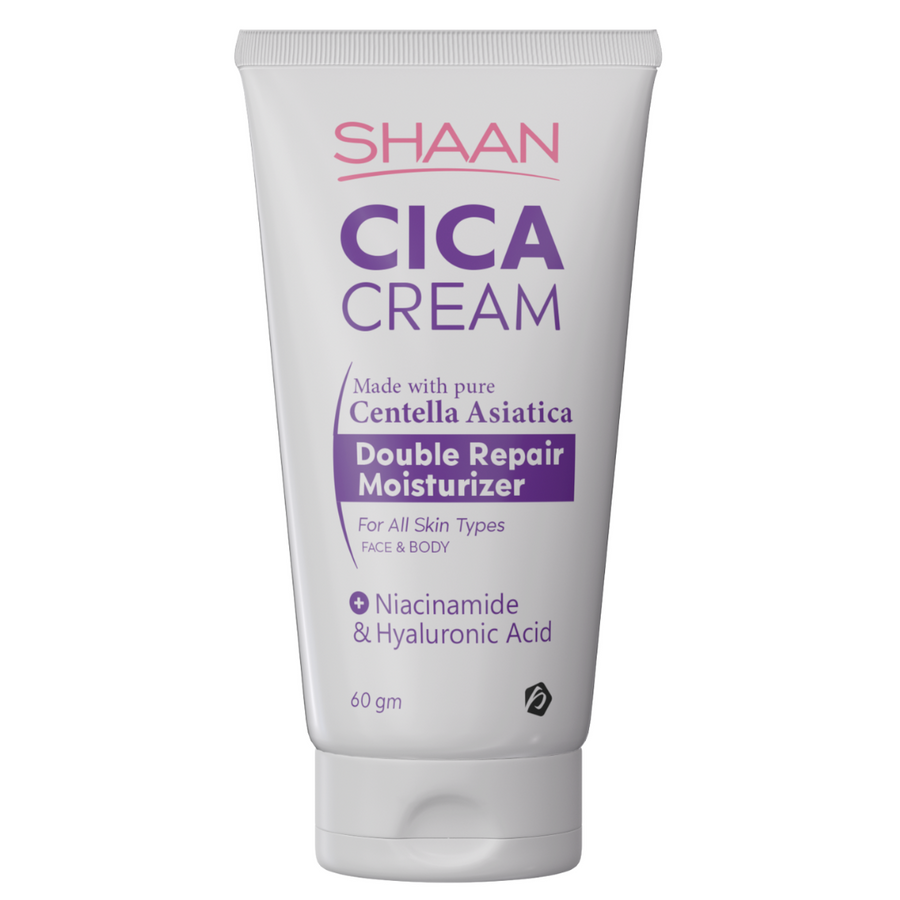 SHAAN
CICA
CREAM
Made with pure
Centella Asiatica
Double Repair
Moisturizer
For All Skin Types
FACE & BODY
+ Niacinamide
& Hyaluronic Acid
60 gm